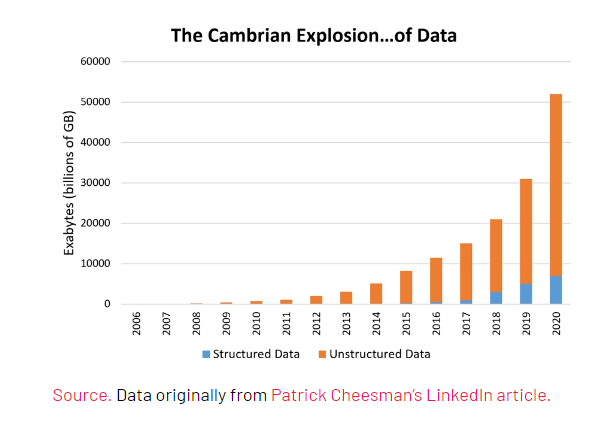 The Cambrian Explosion...of Data
Exabytes (billions of GB)
60000
50000
40000
30000
20000
10000
0
2006 2007 2008 2009 2010 2011 2012 2013 2014 2015 2016 2017 2018 2019 2020
Structured Data Unstructured Data
Source. Data originally from Patrick Cheesman's LinkedIn article.